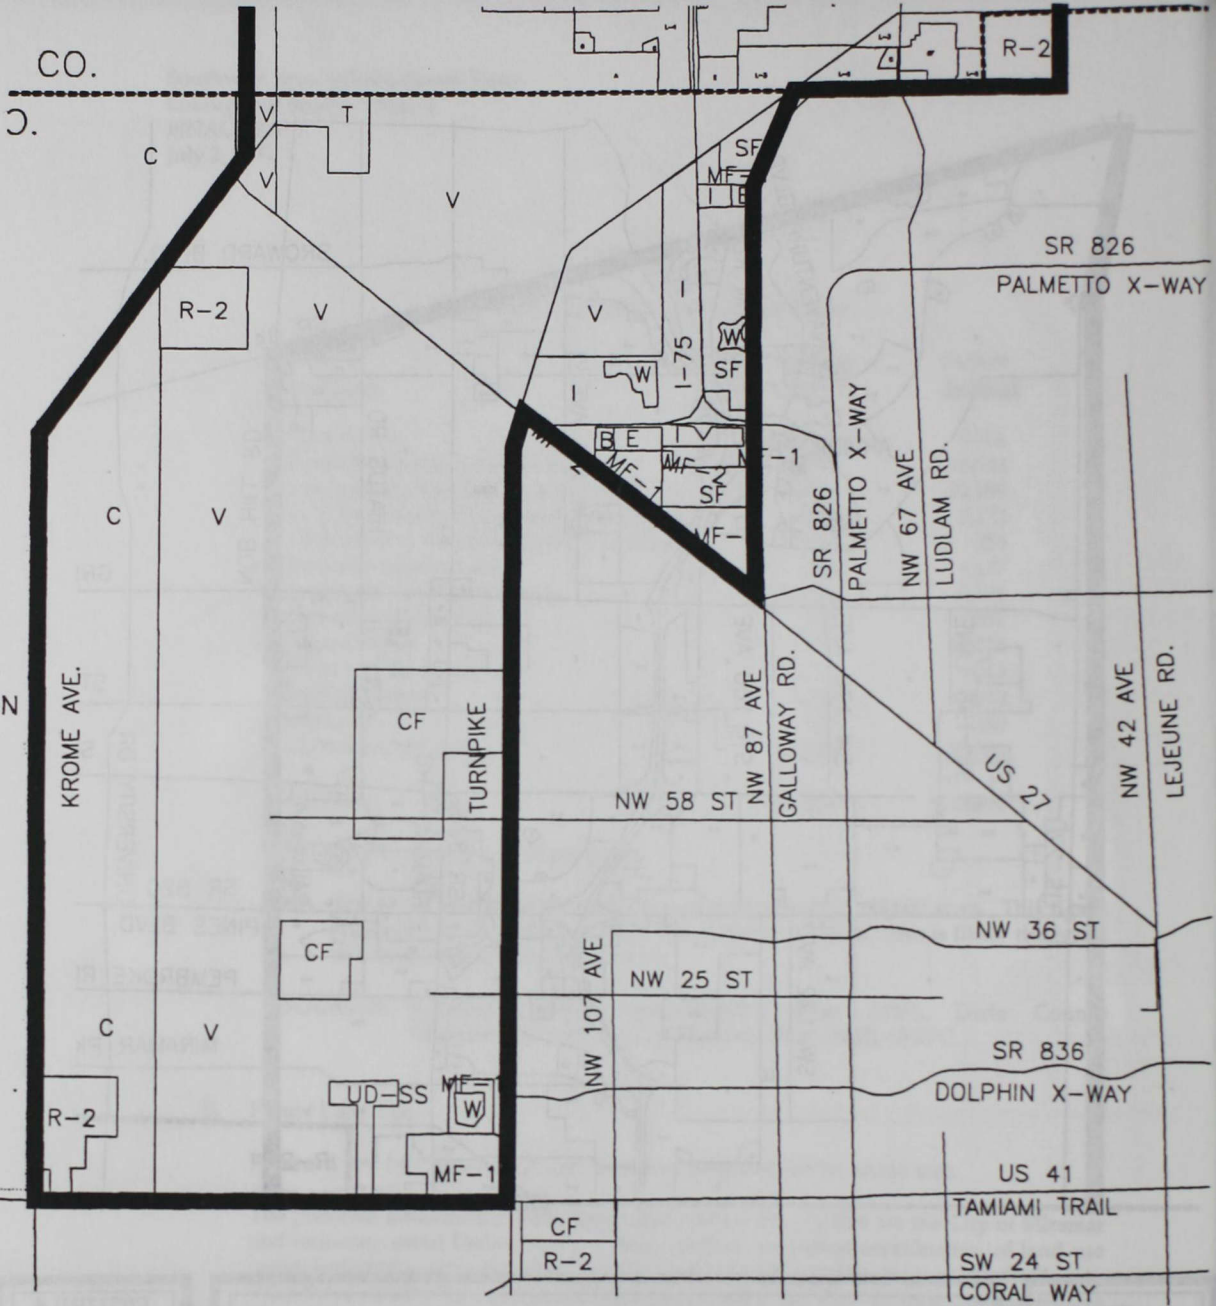 CO.
R-2
C.
V
T
C
SF
V
MF-
V
I
B
SR 826
PALMETTO X-WAY
R-2
V
V
I
I-75
W
SF
W
I
B E
I
V
MF-1
MF-2
MF-1
SF
MF-
C
V
SR 826
PALMETTO X-WAY
NW 67 AVE
LUDLAM RD.
N
KROME AVE.
CF
TURNPIKE
NW 87 AVE
GALLOWAY RD.
NW 42 AVE
LEJEUNE RD.
US 27
NW 58 ST
CF
NW 36 ST
NW 107 AVE
NW 25 ST
C
V
SR 836
DOLPHIN X-WAY
R-2
UD-SS
MF-
W
MF-1
US 41
TAMIAMI TRAIL
CF
R-2
SW 24 ST
CORAL WAY